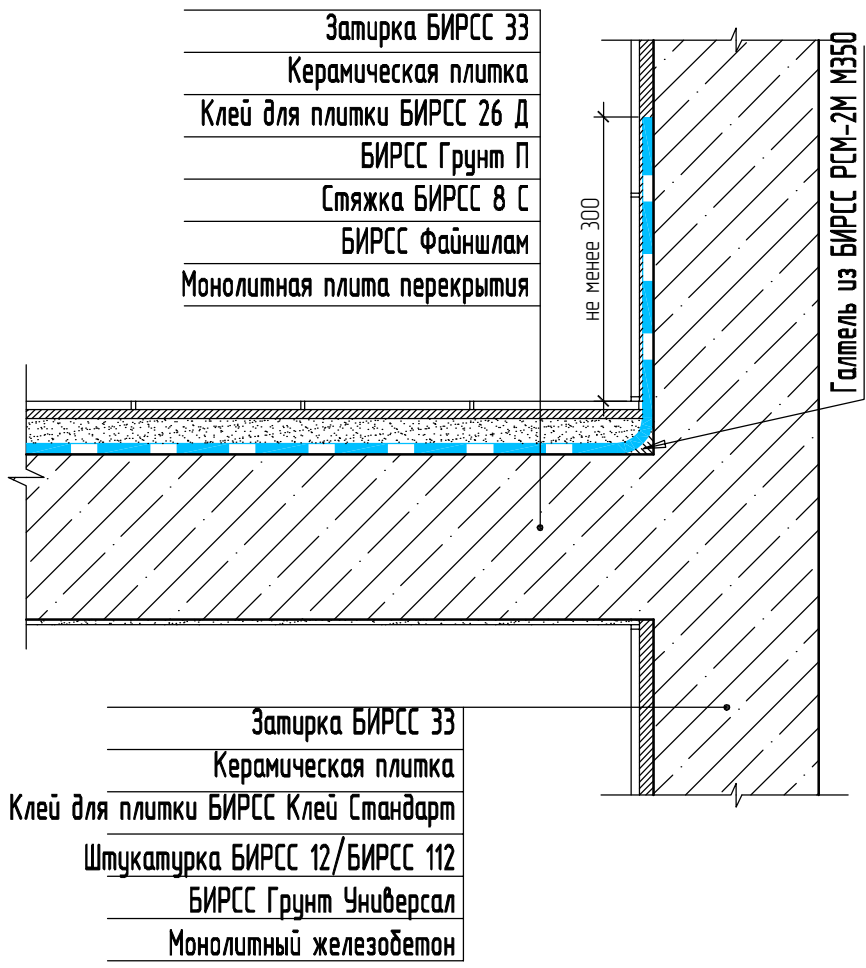 Затирка БИРСС 33
Керамическая плитка
Клей для плитки БИРСС 26 Д
БИРСС Грунт П
Стяжка БИРСС 8 С
БИРСС Файншлам
Монолитная плита перекрытия
не менее 300
Галтель из БИРСС РСМ-2М М350
Затирка БИРСС 33
Керамическая плитка
Клей для плитки БИРСС Клей Стандарт
Штукатурка БИРСС 12/БИРСС 112
БИРСС Грунт Универсал
Монолитный железобетон